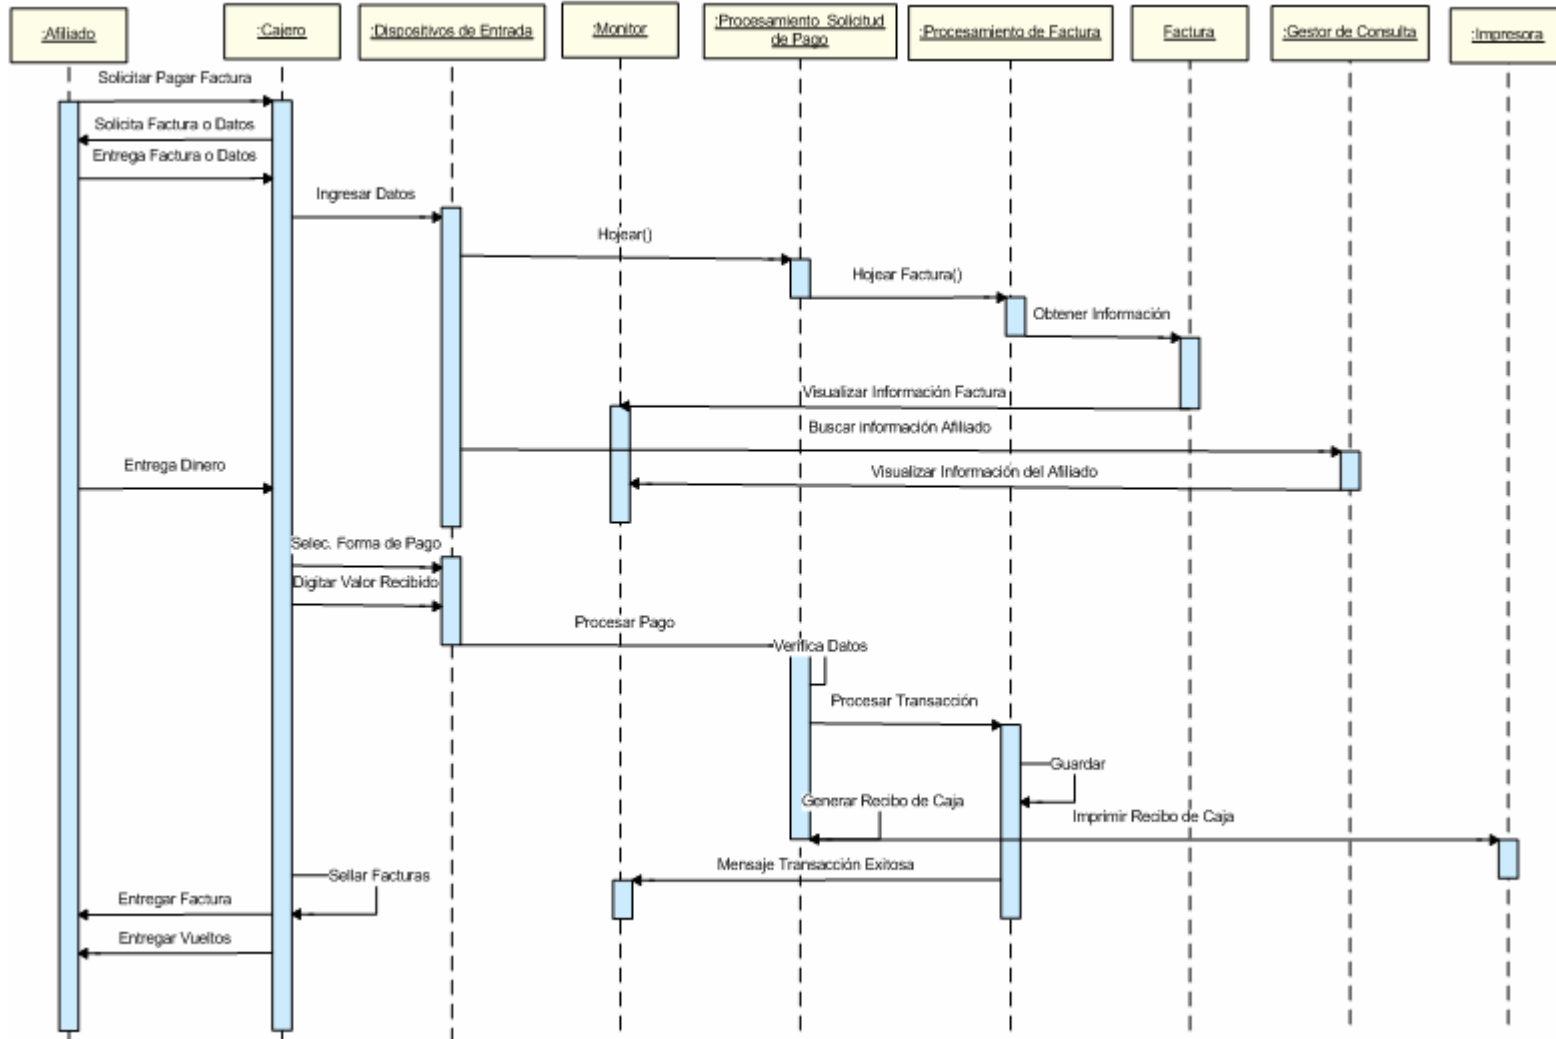 :Afiliado
:Cajero
:Dispositivos de Entrada
:Monitor
:Procesamiento Solicitud
de Pago
:Procesamiento de Factura
Factura
:Gestor de Consulta
:Impresora
Solicitar Pagar Factura
Solicita Factura o Datos
Entrega Factura o Datos
Ingresar Datos
Hojear()
Hojear Factura()
Obtener Información
Visualizar Información Factura
Buscar información Afiliado
Entrega Dinero
Visualizar Información del Afiliado
Selec. Forma de Pago
Digitar Valor Recibido
Procesar Pago
Verifica Datos
Procesar Transacción
Guardar
Generar Recibo de Caja
Imprimir Recibo de Caja
Mensaje Transacción Exitosa
Sellar Facturas
Entregar Factura
Entregar Vueltos